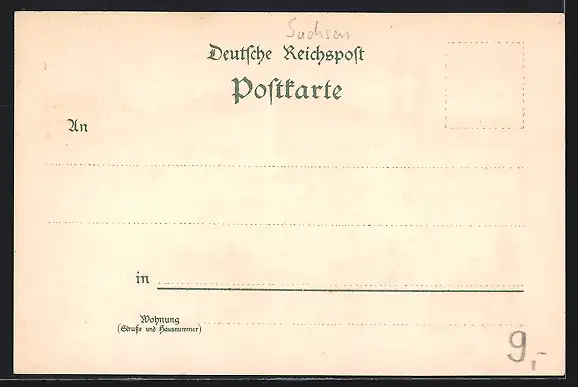 Sachsen
Deutsche Reichspost
Postkarte
An
in
Wohnung
(Straße und Hausnummer)
9,-